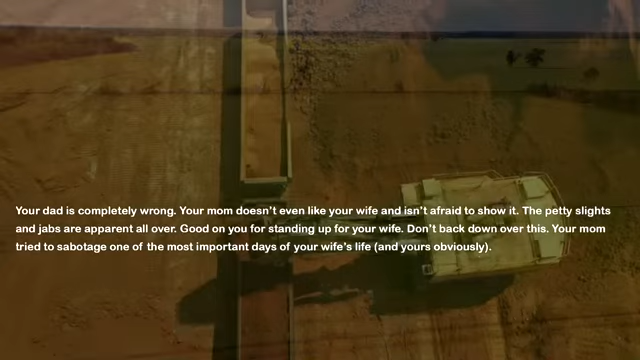 Your dad is completely wrong. Your mom doesn't even like your wife and isn't afraid to show it. The petty slights
and jabs are apparent all over. Good on you for standing up for your wife. Don't back down over this. Your mom
tried to sabotage one of the most important days of your wife's life (and yours obviously).